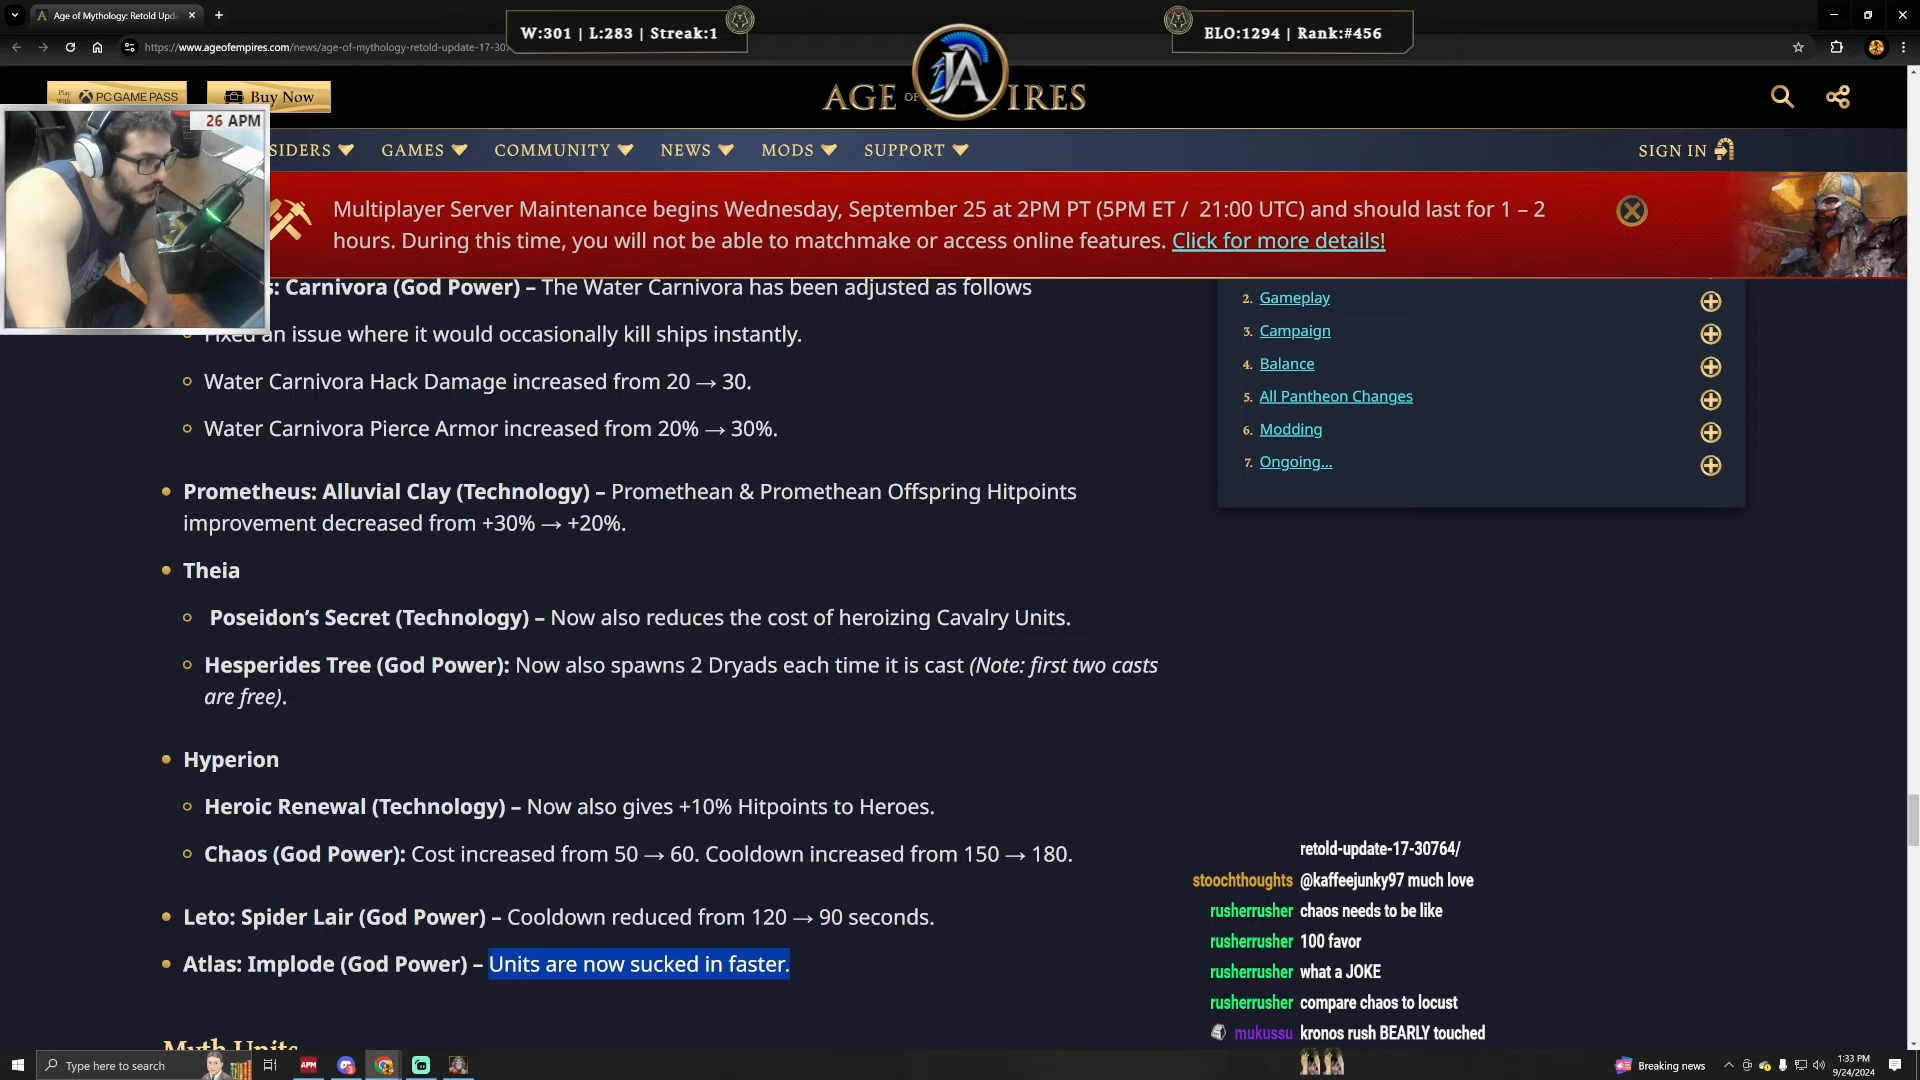 Age of Mythology: Retold Upd
https://www.ageofempires.com/news/age-of-mythology-retold-update-17-307
W:301 | L:283 | Streak:1
ELO:1294 | Rank:#456
Play With
PC GAME PASS
Buy Now
AGE OF
IRES
26 APM
SIDERS
GAMES
COMMUNITY
NEWS
MODS
SUPPORT
SIGN IN
Multiplayer Server Maintenance begins Wednesday, September 25 at 2PM PT (5PM ET / 21:00 UTC) and should last for 1 – 2
hours. During this time, you will not be able to matchmake or access online features. Click for more details!
s: Carnivora (God Power) – The Water Carnivora has been adjusted as follows
Fixed an issue where it would occasionally kill ships instantly.
Water Carnivora Hack Damage increased from 20 → 30.
Water Carnivora Pierce Armor increased from 20% → 30%.
Prometheus: Alluvial Clay (Technology) – Promethean & Promethean Offspring Hitpoints
improvement decreased from +30% → +20%.
Theia
Poseidon’s Secret (Technology) – Now also reduces the cost of heroizing Cavalry Units.
Hesperides Tree (God Power): Now also spawns 2 Dryads each time it is cast (Note: first two casts
are free).
Hyperion
Heroic Renewal (Technology) – Now also gives +10% Hitpoints to Heroes.
Chaos (God Power): Cost increased from 50 → 60. Cooldown increased from 150 → 180.
Leto: Spider Lair (God Power) – Cooldown reduced from 120 → 90 seconds.
Atlas: Implode (God Power) – Units are now sucked in faster.
Myth Units
2. Gameplay
3. Campaign
4. Balance
5. All Pantheon Changes
6. Modding
7. Ongoing...
retold-update-17-30764/
stoochthoughts @kaffeejunky97 much love
rusherrusher chaos needs to be like
rusherrusher 100 favor
rusherrusher what a JOKE
rusherrusher compare chaos to locust
mukussu kronos rush BEARLY touched
Type here to search
APM
Breaking news
1:33 PM
9/24/2024